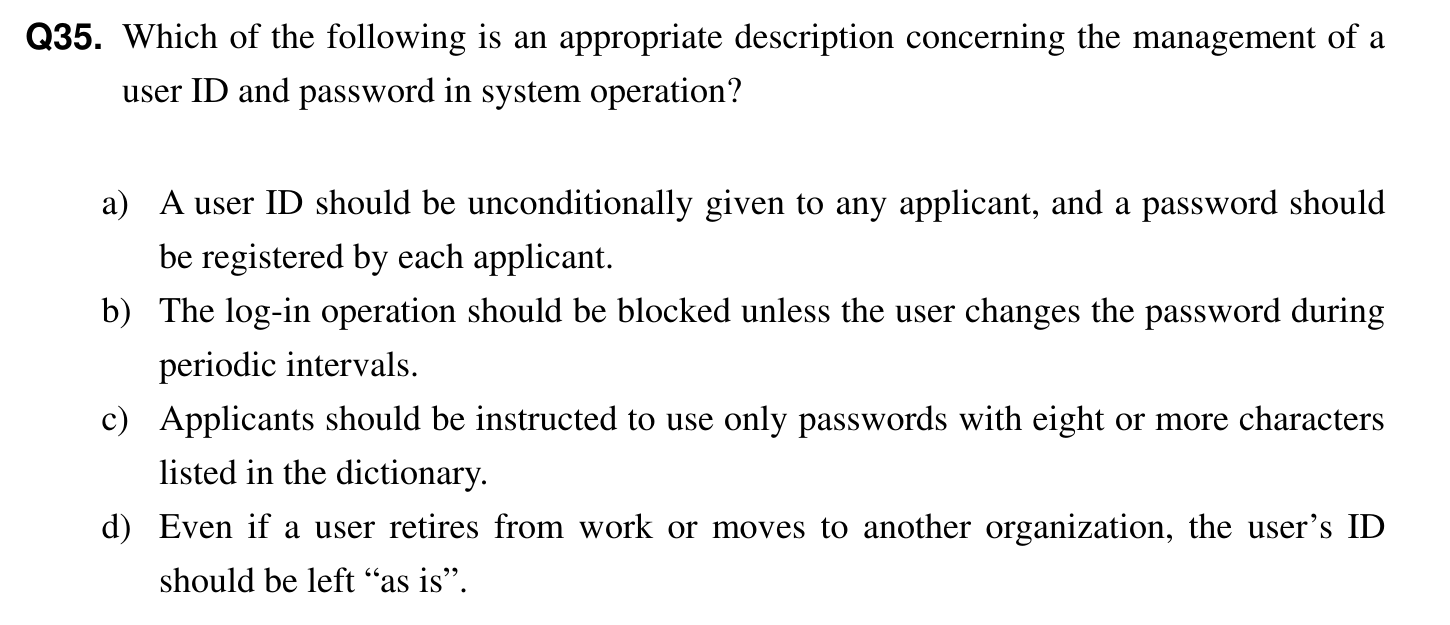 Q35. Which of the following is an appropriate description concerning the management of a
user ID and password in system operation?
a) A user ID should be unconditionally given to any applicant, and a password should
be registered by each applicant.
b) The log-in operation should be blocked unless the user changes the password during
periodic intervals.
c) Applicants should be instructed to use only passwords with eight or more characters
listed in the dictionary.
d) Even if a user retires from work or moves to another organization, the user’s ID
should be left “as is”.